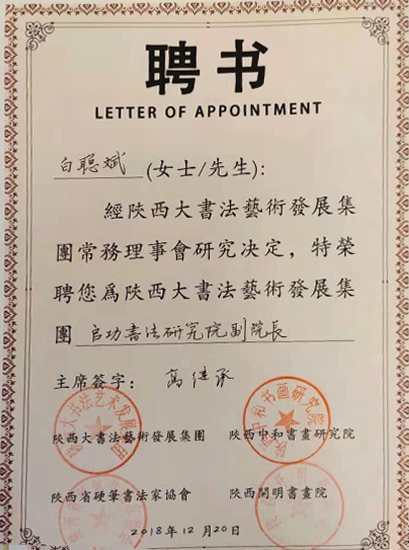 聘书
LETTER OF APPOINTMENT
白聪斌(女士/先生):
經陝西大書法藝術發展集
團常務理事會研究决定，特榮
聘您爲陝西大書法藝術發展集
團 启功書法研究院副院長
主席簽字: 高继承
陝西大書法藝術發展集團 陝西中和書畫研究院
陝西省硬筆書法家協會 陝西開明書畫院
2018年12月20日